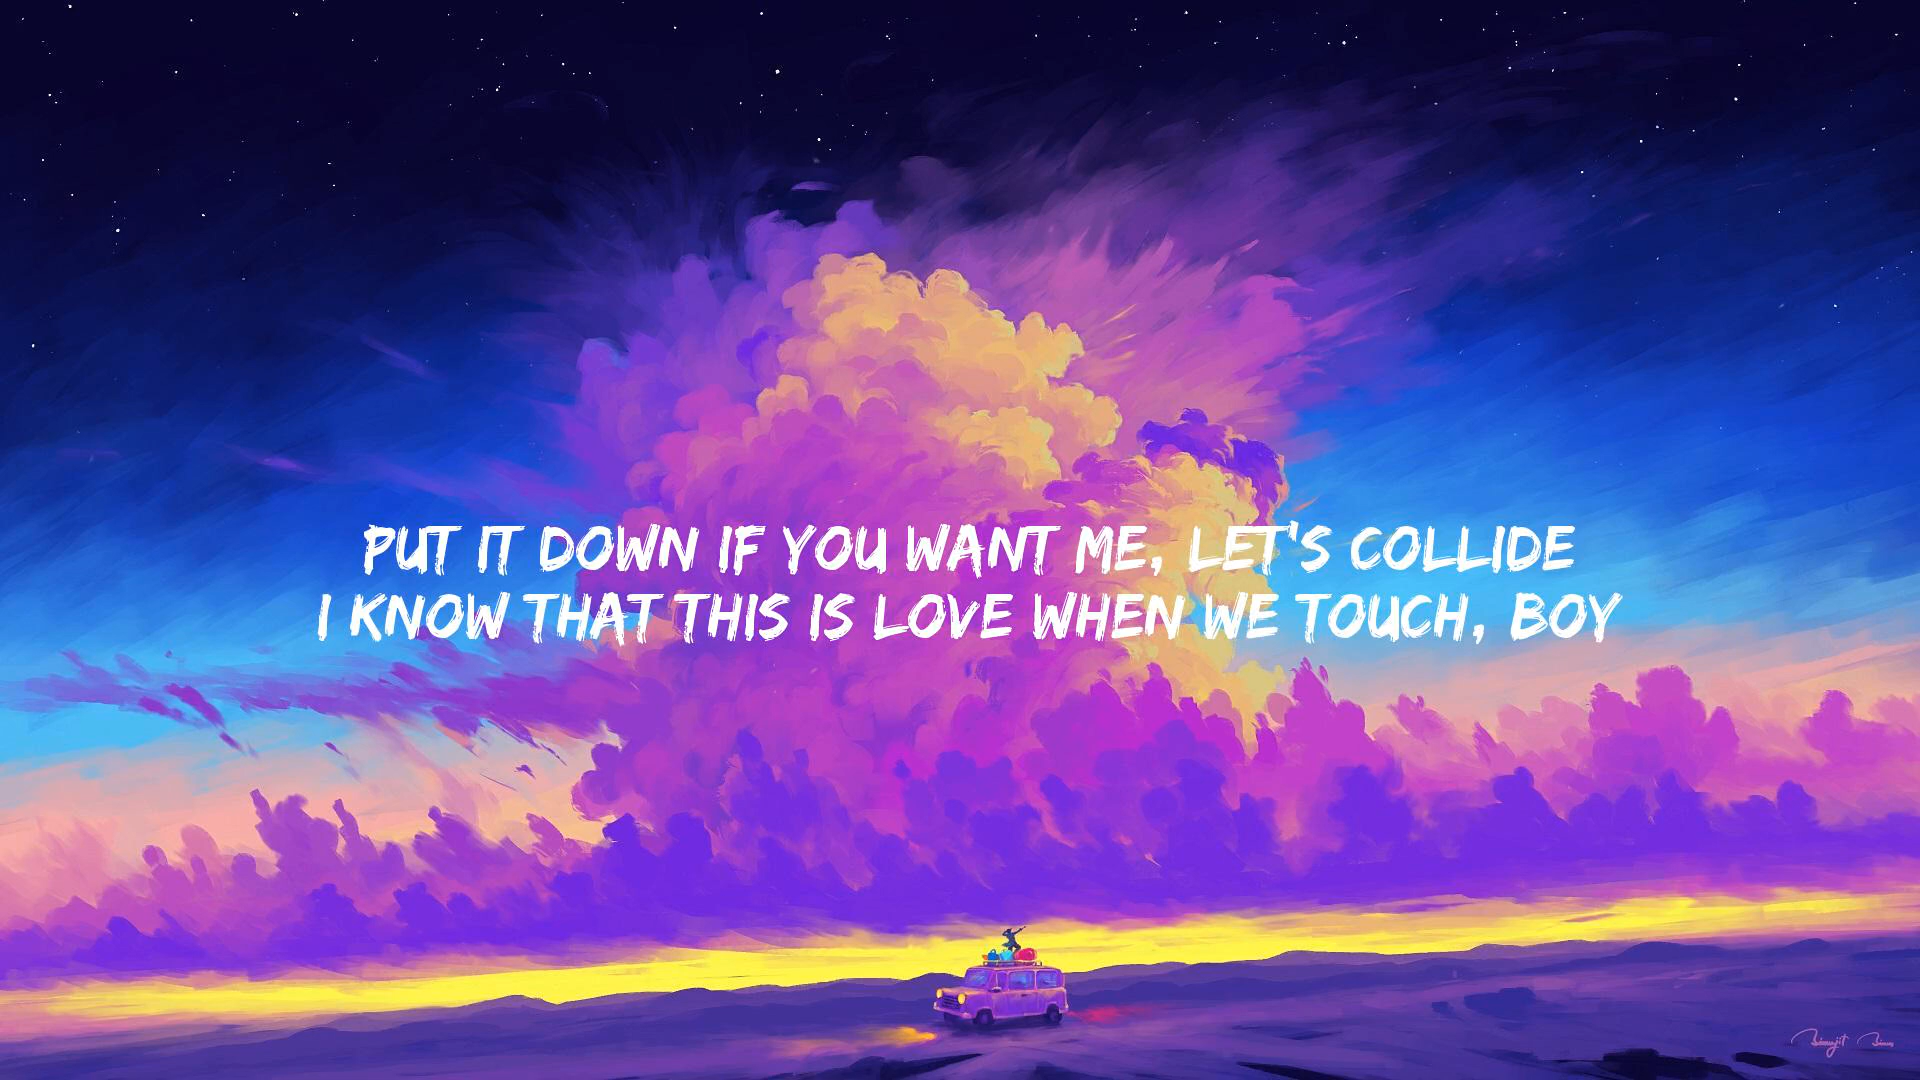 PUT IT DOWN IF YOU WANT ME, LET'S COLLIDE
I KNOW THAT THIS IS LOVE WHEN WE TOUCH, BOY